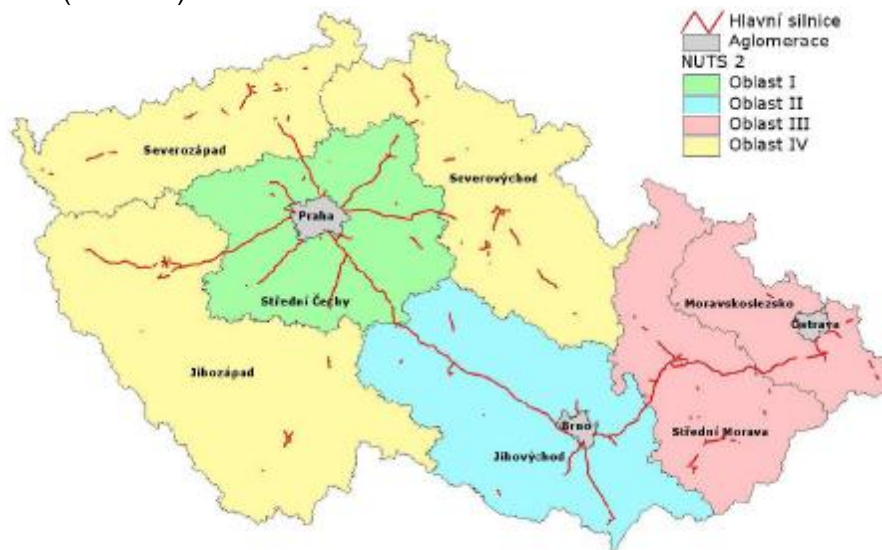 Hlavní silnice
Aglomerace
NUTS 2
Oblast I
Oblast II
Oblast III
Oblast IV
Severozápad
Severovýchod
Praha
Střední Čechy
Moravskoslezsko
Ostrava
Jihozápad
Brno
Střední Morava
Jihovýchod